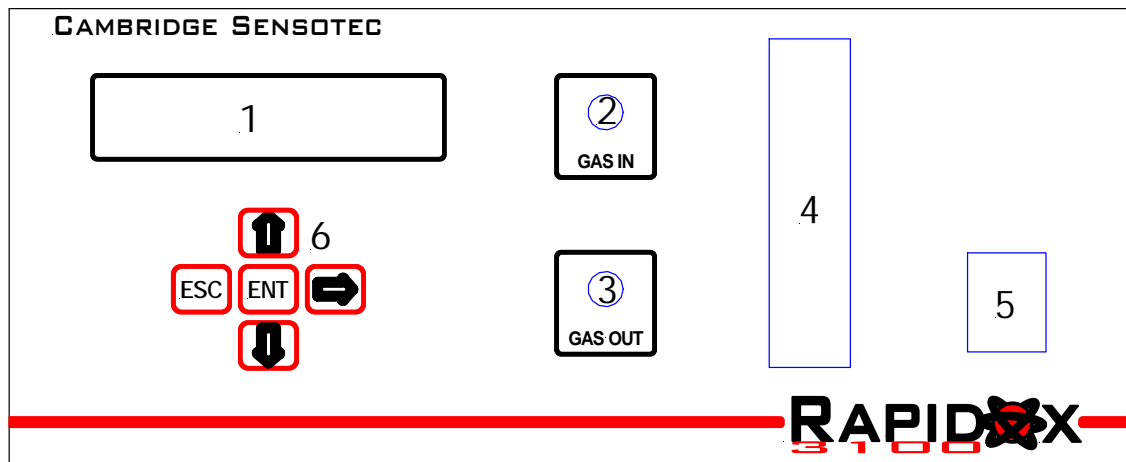 CAMBRIDGE SENSOTEC
1
2
GAS IN
4
6
ESC ENT
3
GAS OUT
5
RAPIDOX
3100